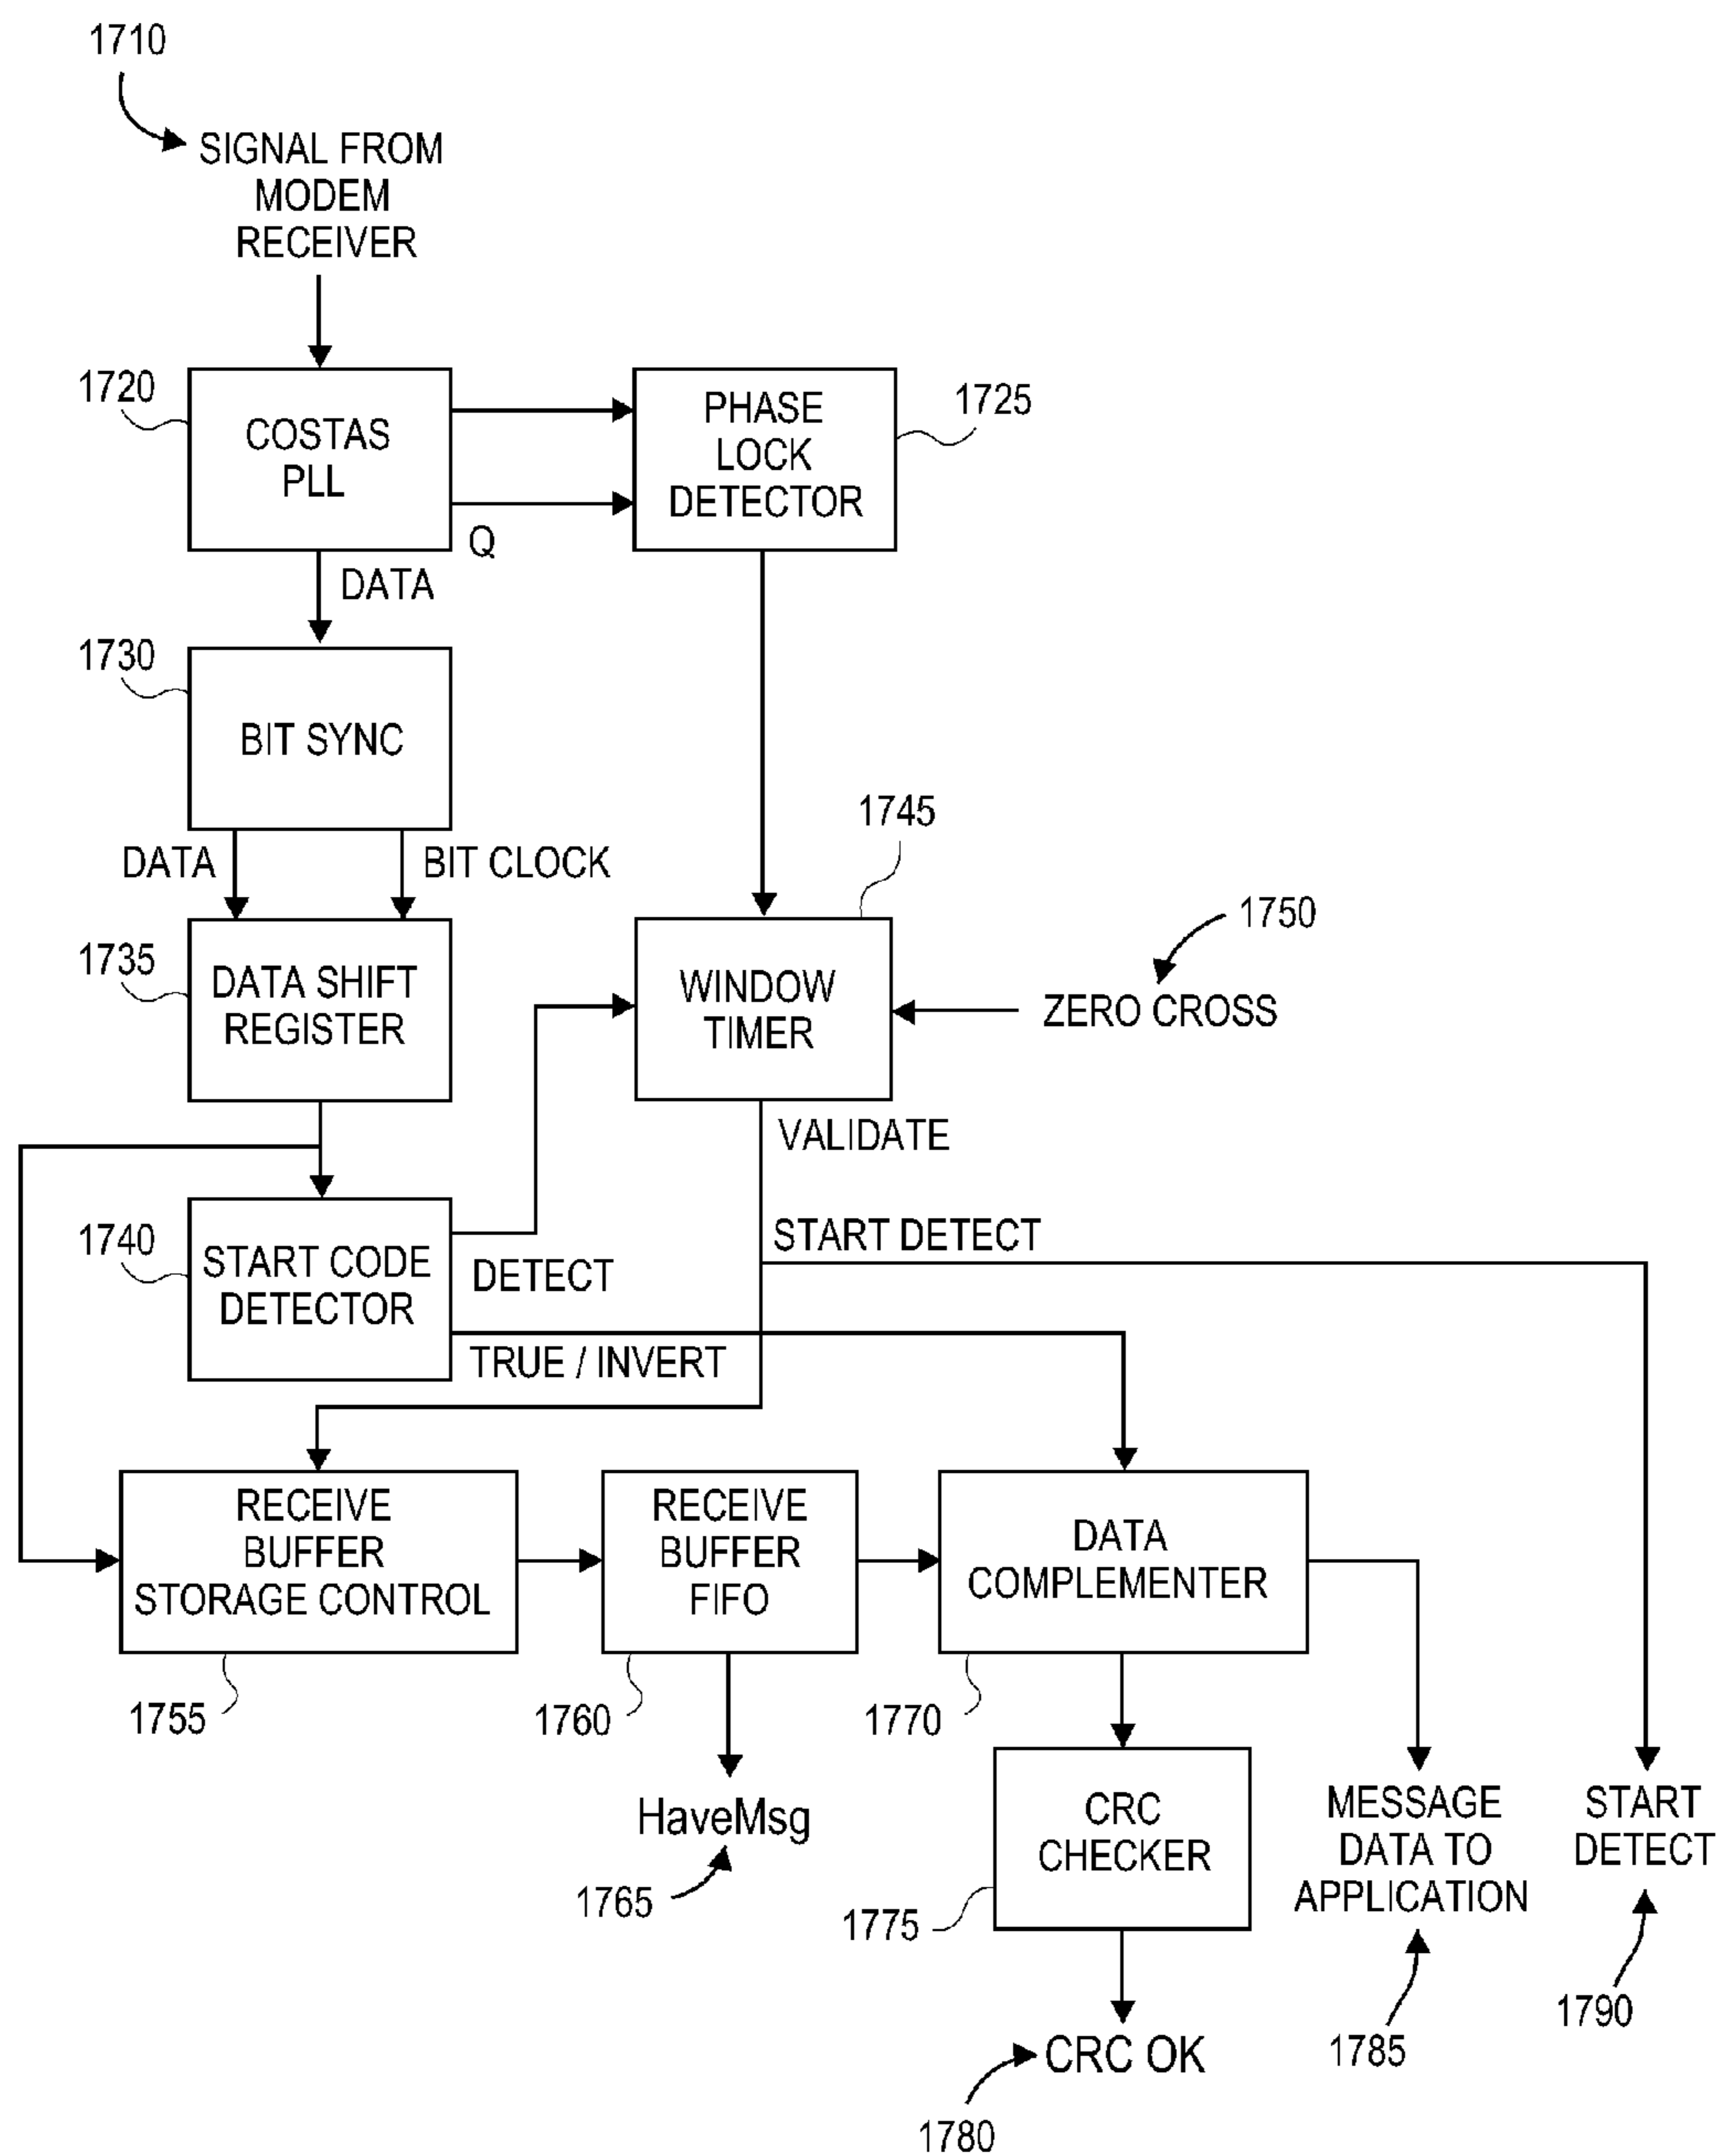 1710
SIGNAL FROM
MODEM
RECEIVER
1720
COSTAS
PLL
PHASE
LOCK
DETECTOR
1725
Q
DATA
1730
BIT SYNC
DATA
BIT CLOCK
1745
1750
1735
DATA SHIFT
REGISTER
WINDOW
TIMER
ZERO CROSS
VALIDATE
1740
START CODE
DETECTOR
DETECT
START DETECT
TRUE / INVERT
RECEIVE
BUFFER
STORAGE CONTROL
RECEIVE
BUFFER
FIFO
DATA
COMPLEMENTER
1755
1760
1770
HaveMsg
1765
CRC
CHECKER
1775
MESSAGE
DATA TO
APPLICATION
START
DETECT
1785
1790
CRC OK
1780